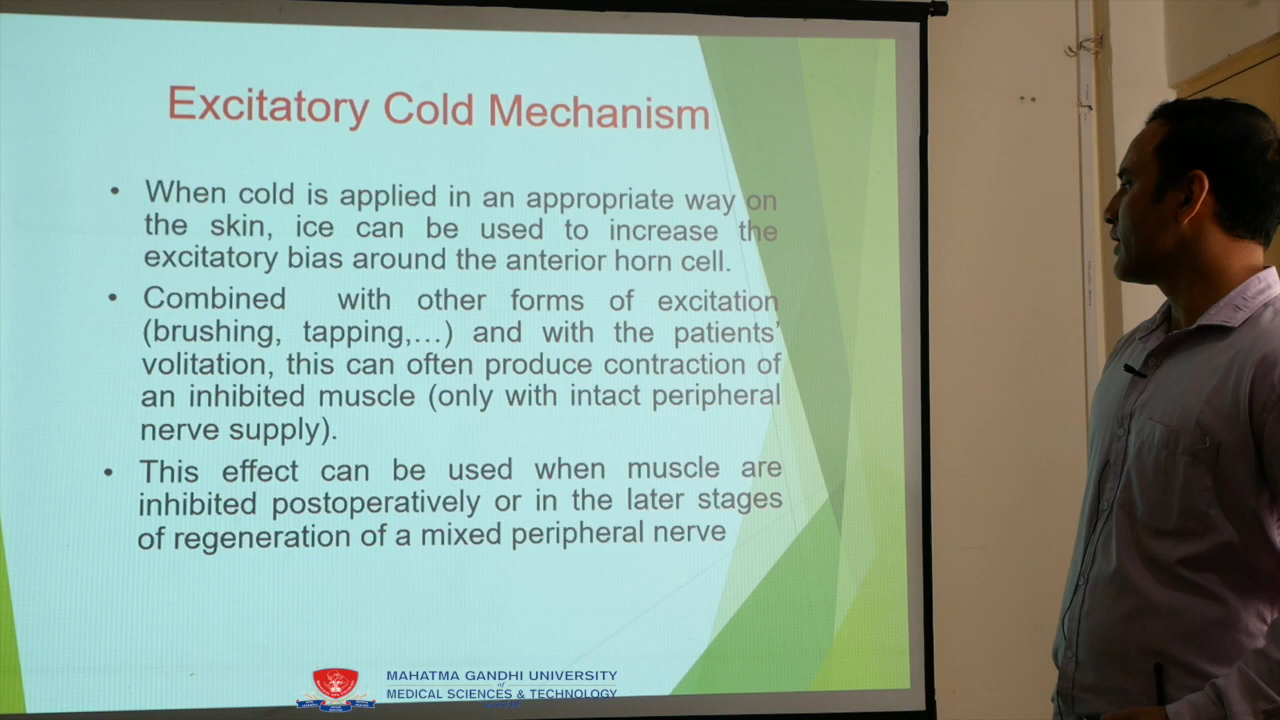 Excitatory Cold Mechanism
• When cold is applied in an appropriate way on
the skin, ice can be used to increase the
excitatory bias around the anterior horn cell.
• Combined with other forms of excitation
(brushing, tapping,...) and with the patients'
volitation, this can often produce contraction of
an inhibited muscle (only with intact peripheral
nerve supply).
• This effect can be used when muscle are
inhibited postoperatively or in the later stages
of regeneration of a mixed peripheral nerve
MAHATMA GANDHI UNIVERSITY
of
MEDICAL SCIENCES & TECHNOLOGY